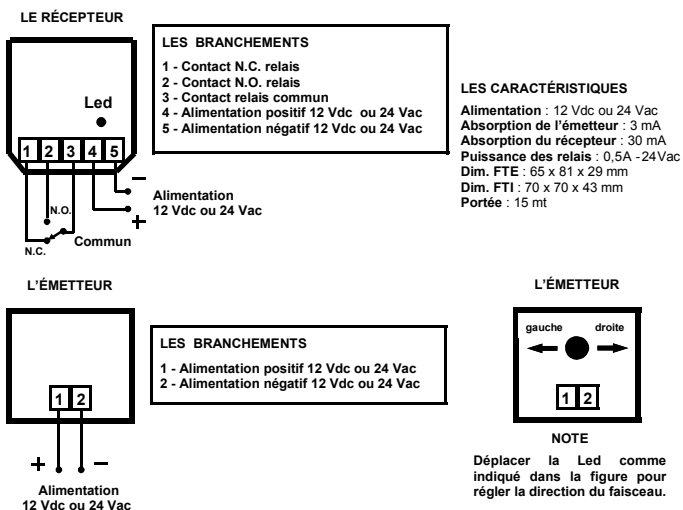 LE RÉCEPTEUR
LES BRANCHEMENTS
1 - Contact N.C. relais
2 - Contact N.O. relais
3 - Contact relais commun
4 - Alimentation positif 12 Vdc ou 24 Vac
5 - Alimentation négatif 12 Vdc ou 24 Vac
Led
1 2 3 4 5
N.O.
N.C.
Commun
−
+
Alimentation
12 Vdc ou 24 Vac
LES CARACTÉRISTIQUES
Alimentation : 12 Vdc ou 24 Vac
Absorption de l'émetteur : 3 mA
Absorption du récepteur : 30 mA
Puissance des relais : 0,5A - 24Vac
Dim. FTE : 65 x 81 x 29 mm
Dim. FTI : 70 x 70 x 43 mm
Portée : 15 mt
L'ÉMETTEUR
1 2
+ −
Alimentation
12 Vdc ou 24 Vac
LES BRANCHEMENTS
1 - Alimentation positif 12 Vdc ou 24 Vac
2 - Alimentation négatif 12 Vdc ou 24 Vac
L'ÉMETTEUR
gauche droite
1 2
NOTE
Déplacer la Led comme
indiqué dans la figure pour
régler la direction du faisceau.